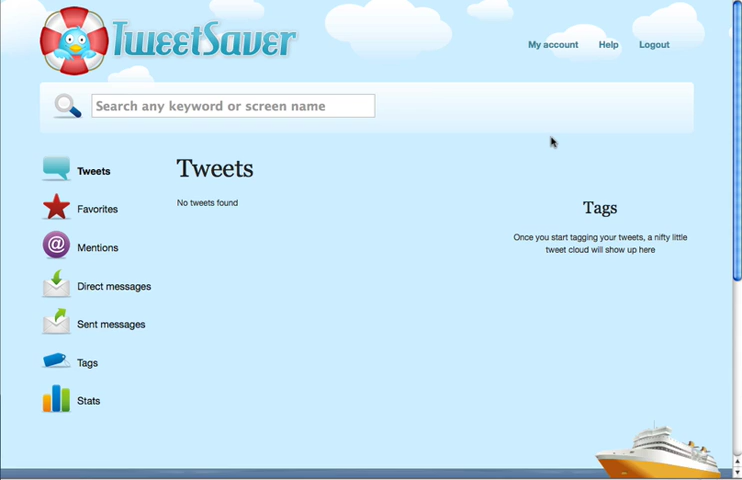 TweetSaver
My account Help Logout
Search any keyword or screen name
Tweets
Favorites
@
Mentions
Direct messages
Sent messages
Tags
Stats
Tweets
No tweets found
Tags
Once you start tagging your tweets, a nifty little
tweet cloud will show up here